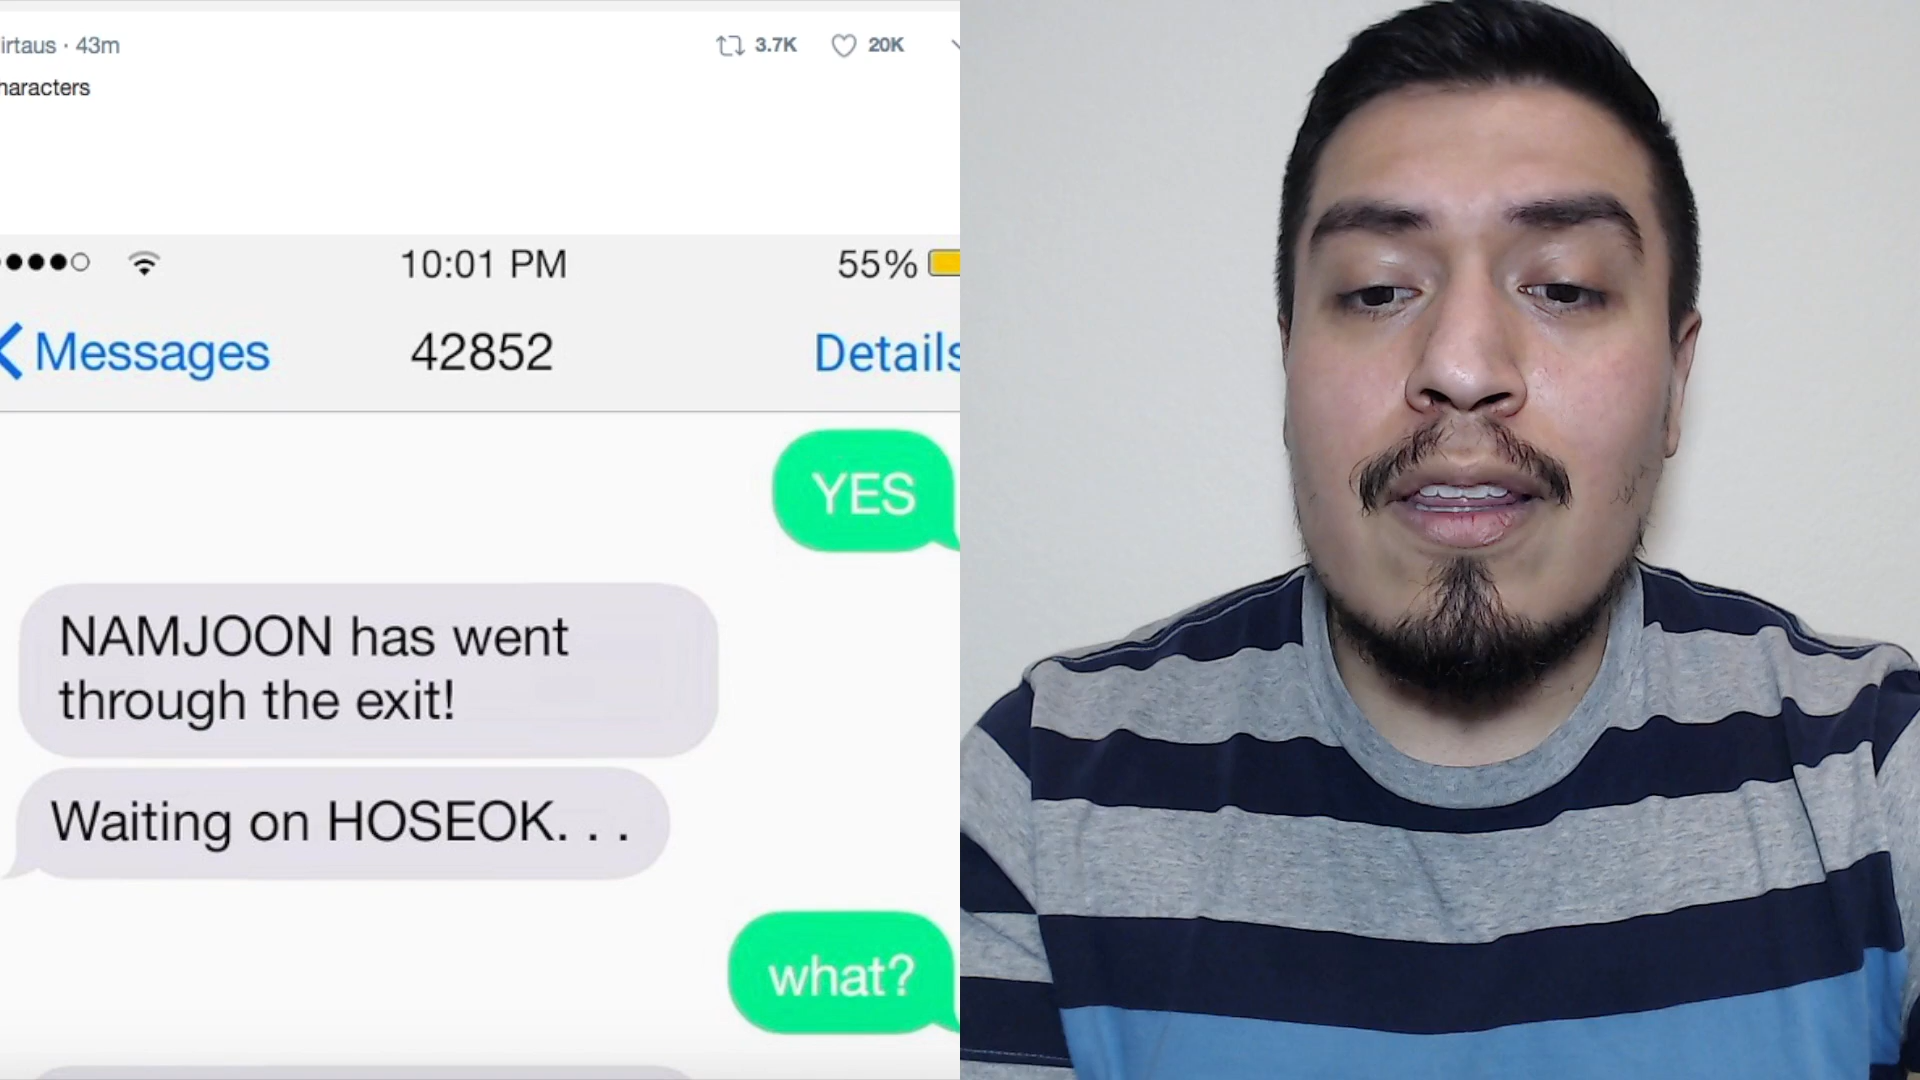 irtaus · 43m 3.7K 20K
haracters
10:01 PM 55%
Messages 42852 Details
YES
NAMJOON has went
through the exit!
Waiting on HOSEOK. . .
what?